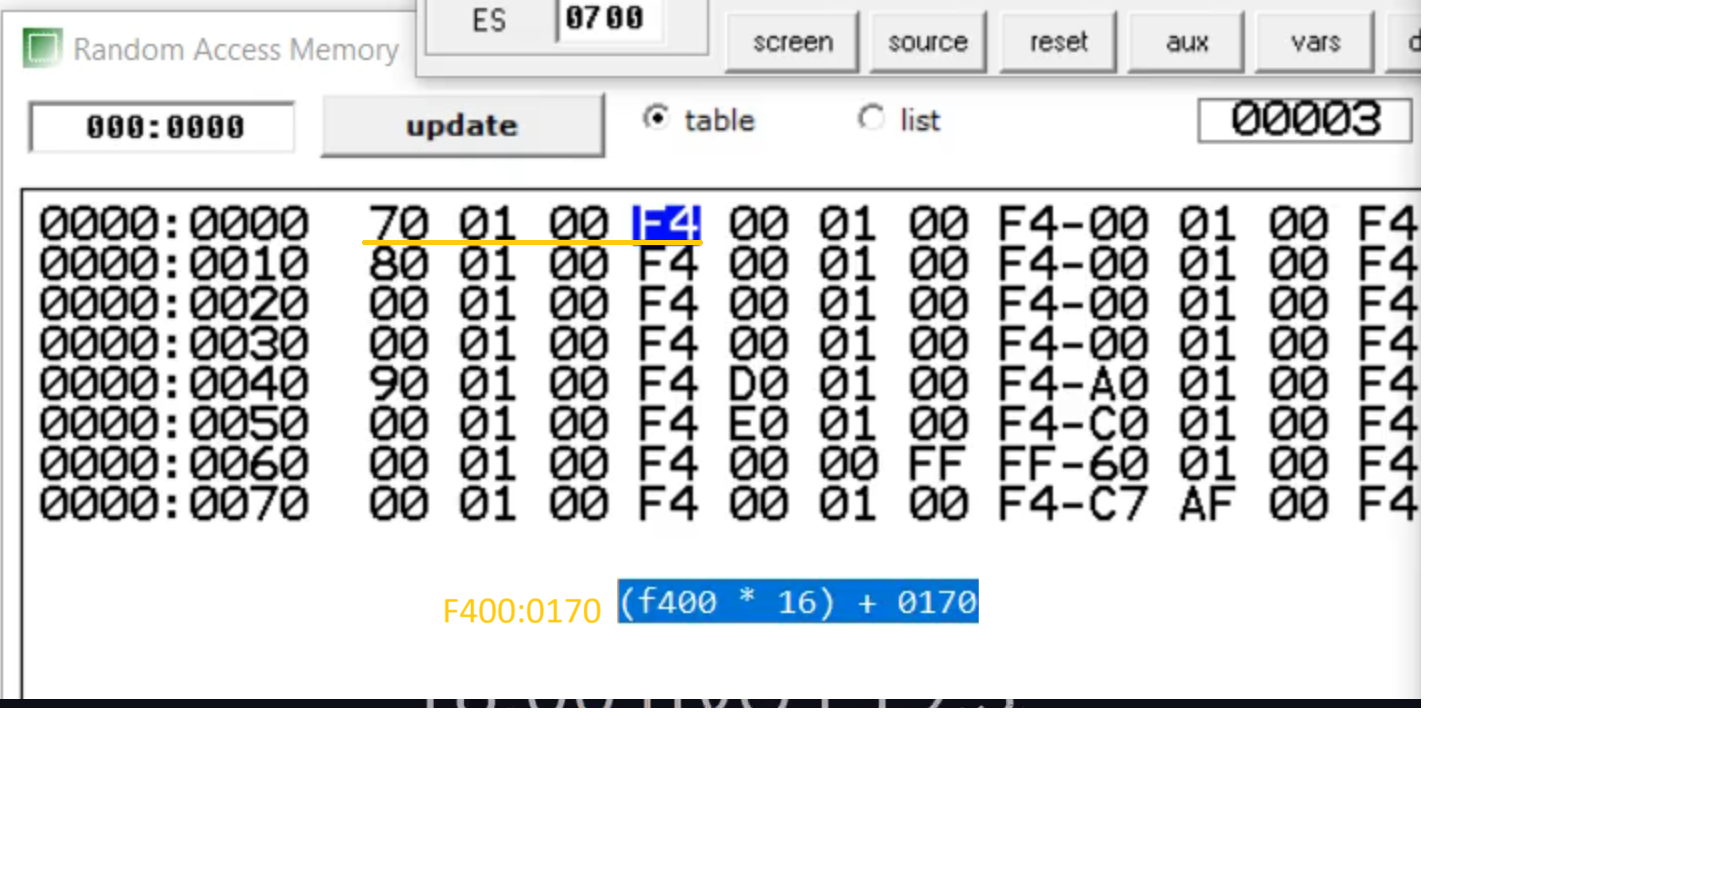 ES 0700
screen source reset aux vars d
Random Access Memory
000:0000 update table list 00003
0000:0000 70 01 00 F4 00 01 00 F4-00 01 00 F4
0000:0010 80 01 00 F4 00 01 00 F4-00 01 00 F4
0000:0020 00 01 00 F4 00 01 00 F4-00 01 00 F4
0000:0030 00 01 00 F4 00 01 00 F4-00 01 00 F4
0000:0040 90 01 00 F4 D0 01 00 F4-A0 01 00 F4
0000:0050 00 01 00 F4 E0 01 00 F4-C0 01 00 F4
0000:0060 00 01 00 F4 00 00 FF FF-60 01 00 F4
0000:0070 00 01 00 F4 00 01 00 F4-C7 AF 00 F4
F400:0170 (f400 * 16) + 0170